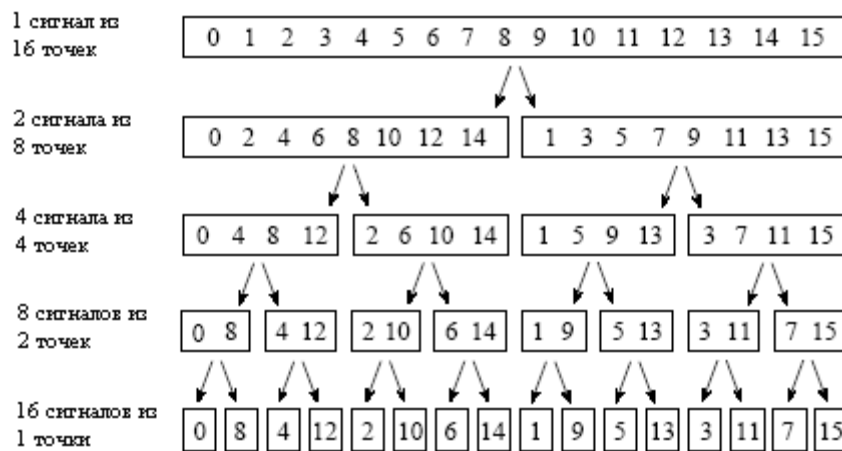 1 сигнал из
16 точек
0 1 2 3 4 5 6 7 8 9 10 11 12 13 14 15
2 сигнала из
8 точек
0 2 4 6 8 10 12 14 1 3 5 7 9 11 13 15
4 сигнала из
4 точек
0 4 8 12 2 6 10 14 1 5 9 13 3 7 11 15
8 сигналов из
2 точек
0 8 4 12 2 10 6 14 1 9 5 13 3 11 7 15
16 сигналов из
1 точки
0 8 4 12 2 10 6 14 1 9 5 13 3 11 7 15